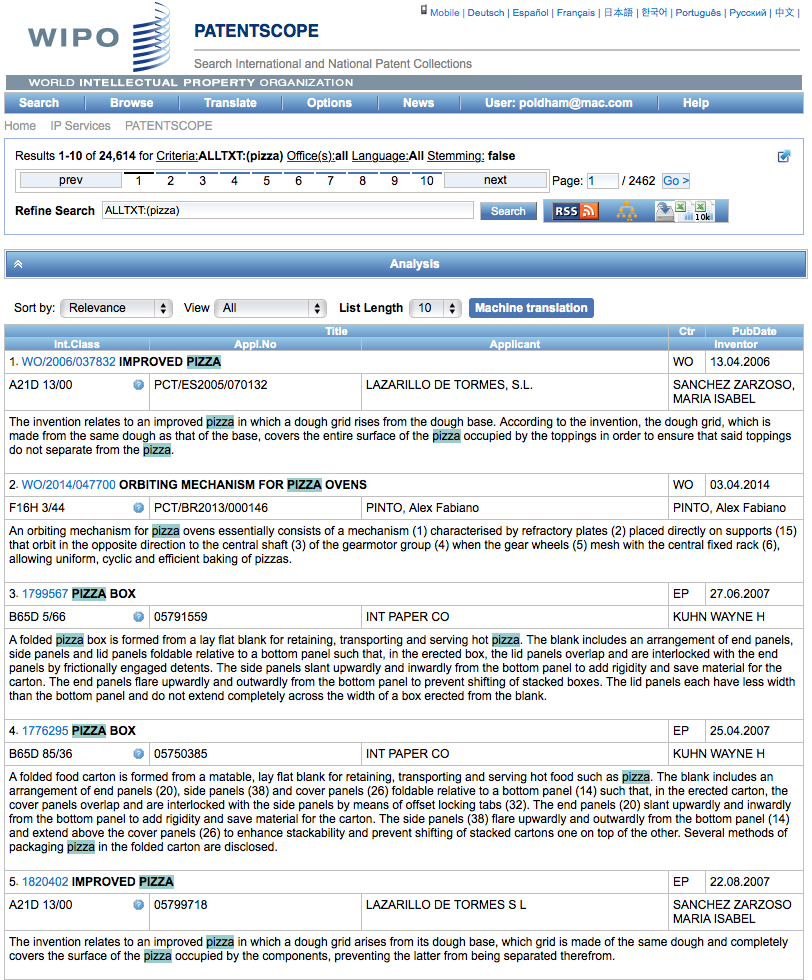 Mobile | Deutsch | Español | Français | 日本語 | 한국어 | Português | Русский | 中文 |
WIPO
PATENTSCOPE
Search International and National Patent Collections
WORLD INTELLECTUAL PROPERTY ORGANIZATION
Search Browse Translate Options News User: poldham@mac.com Help
Home IP Services PATENTSCOPE
Results 1-10 of 24,614 for Criteria:ALLTXT:(pizza) Office(s):all Language:All Stemming: false
prev 1 2 3 4 5 6 7 8 9 10 next Page: 1 / 2462 Go >
Refine Search ALLTXT:(pizza) Search RSS 10k
Analysis
Sort by: Relevance View All List Length 10 Machine translation
Title Ctr PubDate
Int.Class Appl.No Applicant Inventor
1. WO/2006/037832 IMPROVED PIZZA WO 13.04.2006
A21D 13/00 ? PCT/ES2005/070132 LAZARILLO DE TORMES, S.L. SANCHEZ ZARZOSO,
MARIA ISABEL
The invention relates to an improved pizza in which a dough grid rises from the dough base. According to the invention, the dough grid, which is
made from the same dough as that of the base, covers the entire surface of the pizza occupied by the toppings in order to ensure that said toppings
do not separate from the pizza.
2. WO/2014/047700 ORBITING MECHANISM FOR PIZZA OVENS WO 03.04.2014
F16H 3/44 ? PCT/BR2013/000146 PINTO, Alex Fabiano PINTO, Alex Fabiano
An orbiting mechanism for pizza ovens essentially consists of a mechanism (1) characterised by refractory plates (2) placed directly on supports (15)
that orbit in the opposite direction to the central shaft (3) of the gearmotor group (4) when the gear wheels (5) mesh with the central fixed rack (6),
allowing uniform, cyclic and efficient baking of pizzas.
3. 1799567 PIZZA BOX EP 27.06.2007
B65D 5/66 ? 05791559 INT PAPER CO KUHN WAYNE H
A folded pizza box is formed from a lay flat blank for retaining, transporting and serving hot pizza. The blank includes an arrangement of end panels,
side panels and lid panels foldable relative to a bottom panel such that, in the erected box, the lid panels overlap and are interlocked with the end
panels by frictionally engaged detents. The side panels slant upwardly and inwardly from the bottom panel to add rigidity and save material for the
carton. The end panels flare upwardly and outwardly from the bottom panel to prevent shifting of stacked boxes. The lid panels each have less width
than the bottom panel and do not extend completely across the width of a box erected from the blank.
4. 1776295 PIZZA BOX EP 25.04.2007
B65D 85/36 ? 05750385 INT PAPER CO KUHN WAYNE H
A folded food carton is formed from a matable, lay flat blank for retaining, transporting and serving hot food such as pizza. The blank includes an
arrangement of end panels (20), side panels (38) and cover panels (26) foldable relative to a bottom panel (14) such that, in the erected carton, the
cover panels overlap and are interlocked with the side panels by means of offset locking tabs (32). The end panels (20) slant upwardly and inwardly
from the bottom panel to add rigidity and save material for the carton. The side panels (38) flare upwardly and outwardly from the bottom panel (14)
and extend above the cover panels (26) to enhance stackability and prevent shifting of stacked cartons one on top of the other. Several methods of
packaging pizza in the folded carton are disclosed.
5. 1820402 IMPROVED PIZZA EP 22.08.2007
A21D 13/00 ? 05799718 LAZARILLO DE TORMES S L SANCHEZ ZARZOSO
MARIA ISABEL
The invention relates to an improved pizza in which a dough grid arises from its dough base, which grid is made of the same dough and completely
covers the surface of the pizza occupied by the components, preventing the latter from being separated therefrom.